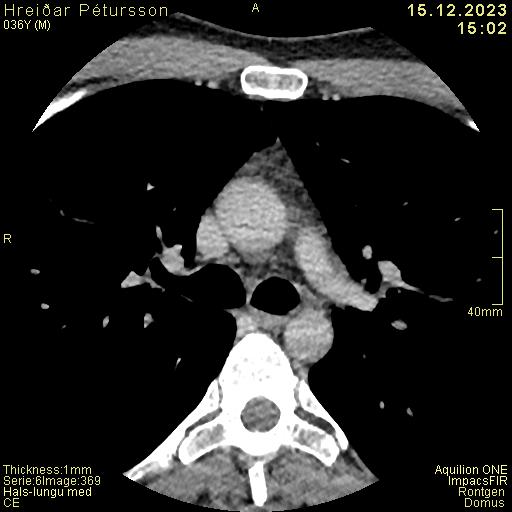 Hreiðar Pétursson
036Y (M)
A
15.12.2023
15:02
R
40mm
Thickness:1mm
Serie:6Image:369
Hals-lungu med
CE
Aquilion ONE
ImpacsFIR
Rontgen
Domus